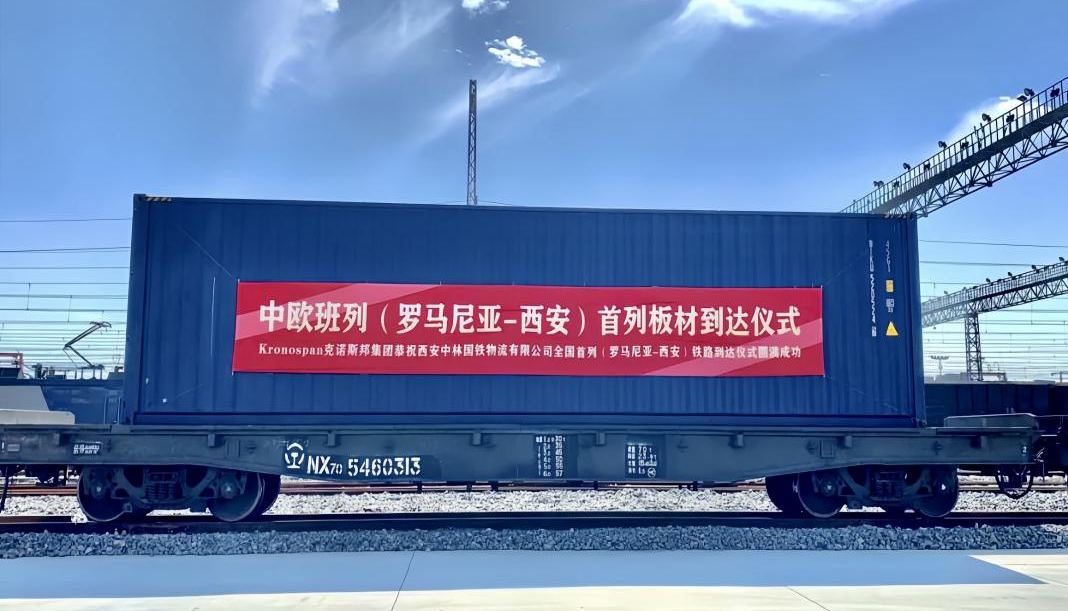 中欧班列（罗马尼亚-西安）首列板材到达仪式
Kronospan克诺斯邦集团恭祝西安中林国铁物流有限公司全国首列（罗马尼亚-西安）铁路到达仪式圆满成功
NX70 5460313